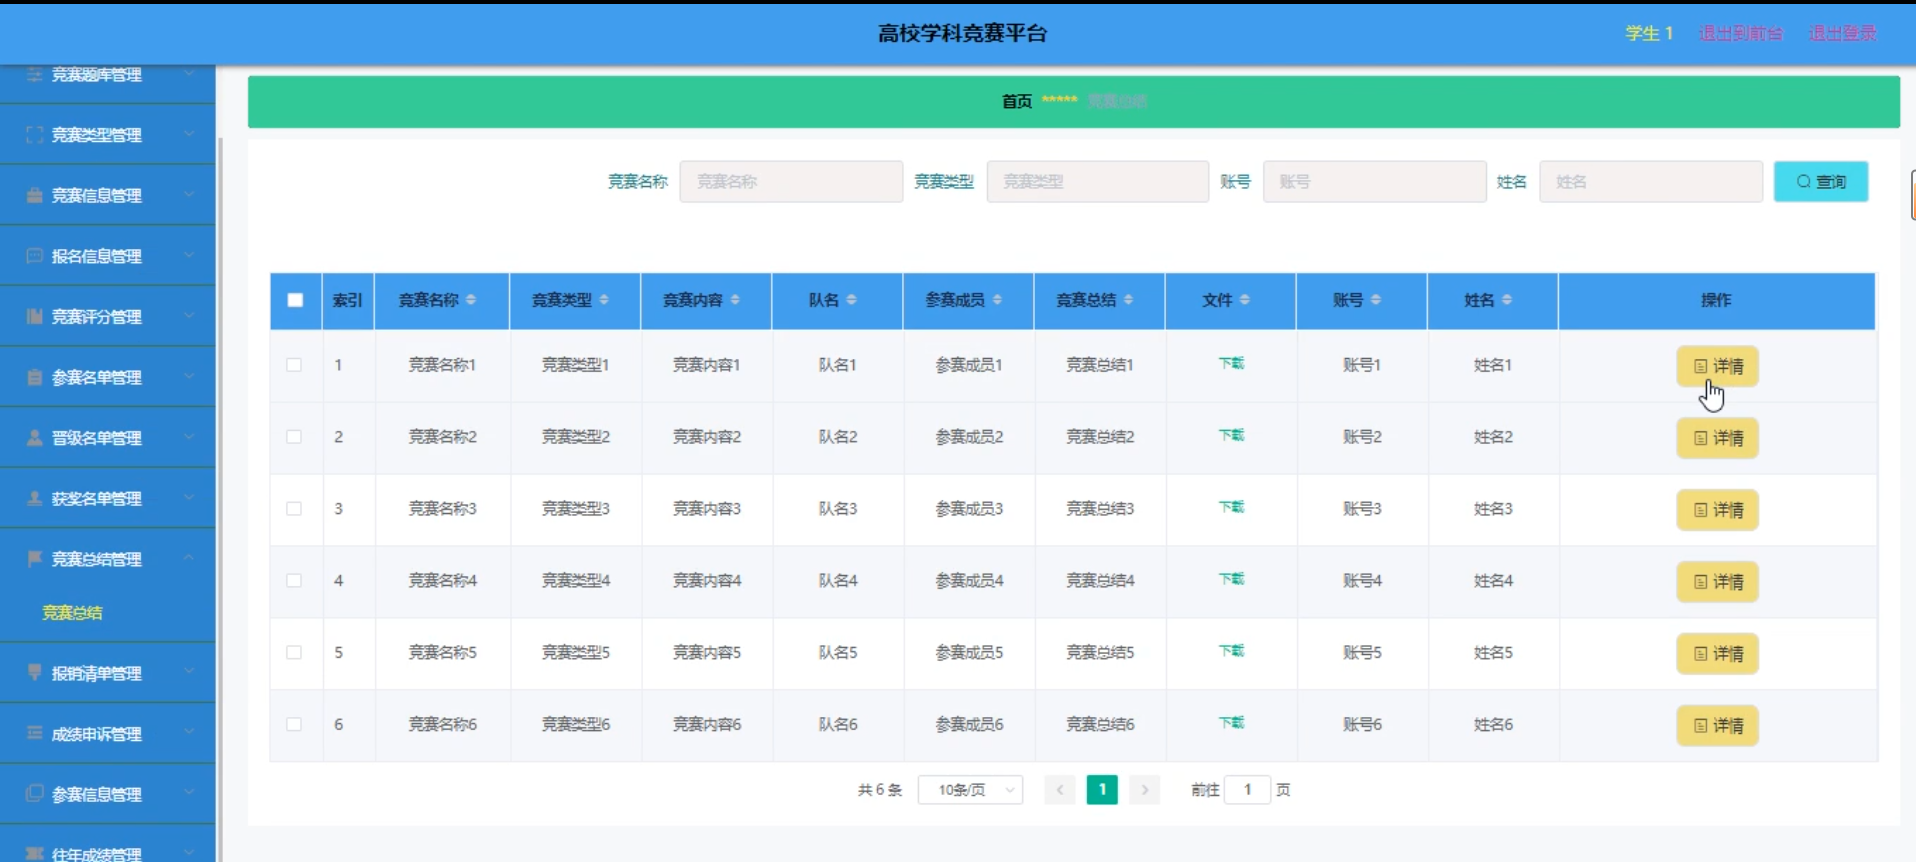 高校学科竞赛平台
学生 1 退出到前台 退出登录
竞赛题库管理
竞赛类型管理
竞赛信息管理
报名信息管理
竞赛评分管理
参赛名单管理
晋级名单管理
获奖名单管理
竞赛总结管理
竞赛总结
报销清单管理
成绩申诉管理
参赛信息管理
往年成绩管理
首页 ***** 竞赛总结
竞赛名称 竞赛名称 竞赛类型 竞赛类型 账号 账号 姓名 姓名 查询
索引 竞赛名称 竞赛类型 竞赛内容 队名 参赛成员 竞赛总结 文件 账号 姓名 操作
1 竞赛名称1 竞赛类型1 竞赛内容1 队名1 参赛成员1 竞赛总结1 下载 账号1 姓名1 详情
2 竞赛名称2 竞赛类型2 竞赛内容2 队名2 参赛成员2 竞赛总结2 下载 账号2 姓名2 详情
3 竞赛名称3 竞赛类型3 竞赛内容3 队名3 参赛成员3 竞赛总结3 下载 账号3 姓名3 详情
4 竞赛名称4 竞赛类型4 竞赛内容4 队名4 参赛成员4 竞赛总结4 下载 账号4 姓名4 详情
5 竞赛名称5 竞赛类型5 竞赛内容5 队名5 参赛成员5 竞赛总结5 下载 账号5 姓名5 详情
6 竞赛名称6 竞赛类型6 竞赛内容6 队名6 参赛成员6 竞赛总结6 下载 账号6 姓名6 详情
共 6 条 10条/页 1 前往 1 页